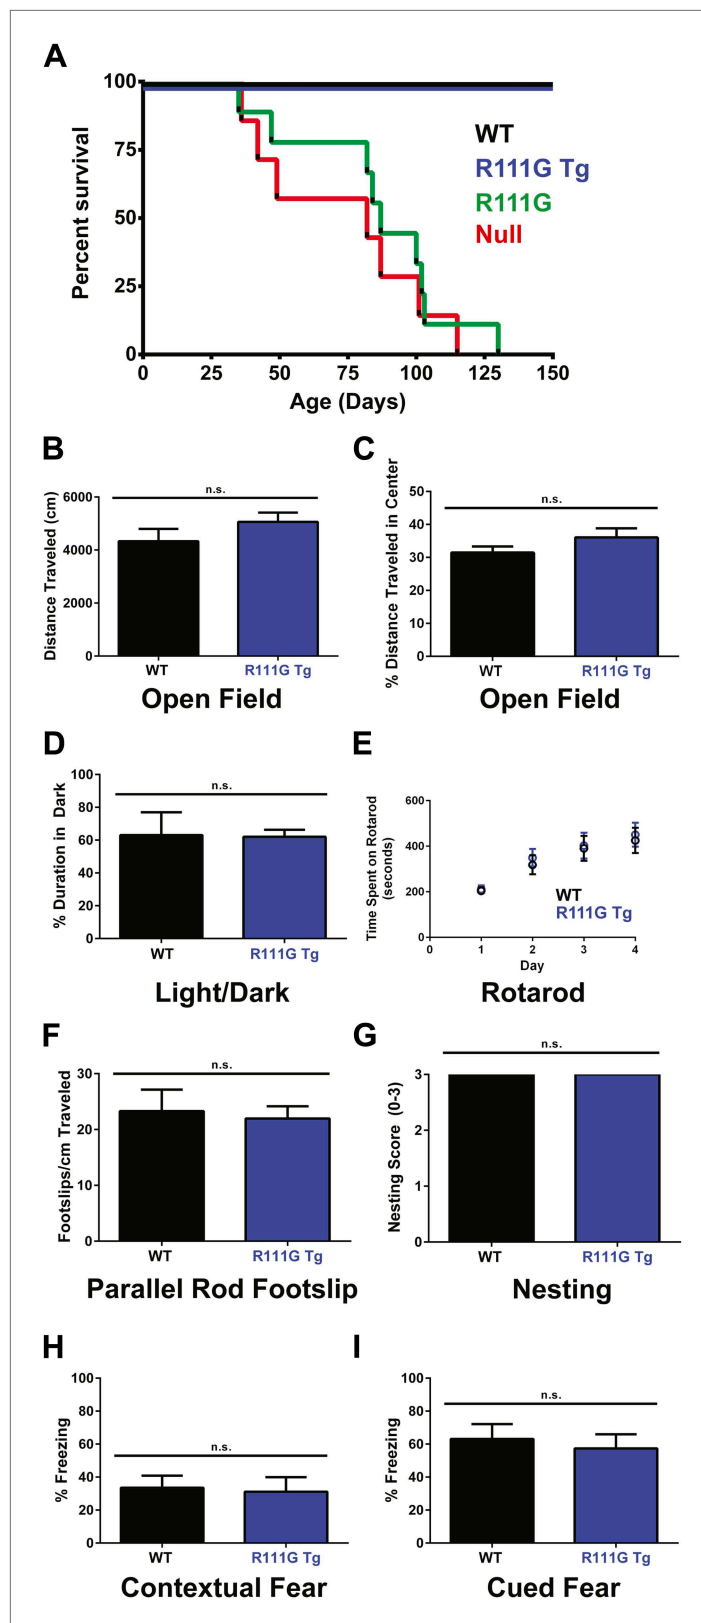 A
Percent survival
100
75
50
25
0
0 25 50 75 100 125 150
Age (Days)
WT
R111G Tg
R111G
Null
B
Distance Traveled (cm)
6000
4000
2000
0
n.s.
WT R111G Tg
Open Field
C
% Distance Traveled in Center
50
40
30
20
10
0
n.s.
WT R111G Tg
Open Field
D
% Duration in Dark
100
80
60
40
20
0
n.s.
WT R111G Tg
Light/Dark
E
Time Spent on Rotarod
(seconds)
600
400
200
0
0 1 2 3 4
Day
WT
R111G Tg
Rotarod
F
Footslips/cm Traveled
30
20
10
0
n.s.
WT R111G Tg
Parallel Rod Footslip
G
Nesting Score (0-3)
3
2
1
0
n.s.
WT R111G Tg
Nesting
H
% Freezing
100
80
60
40
20
0
n.s.
WT R111G Tg
Contextual Fear
I
% Freezing
100
80
60
40
20
0
n.s.
WT R111G Tg
Cued Fear